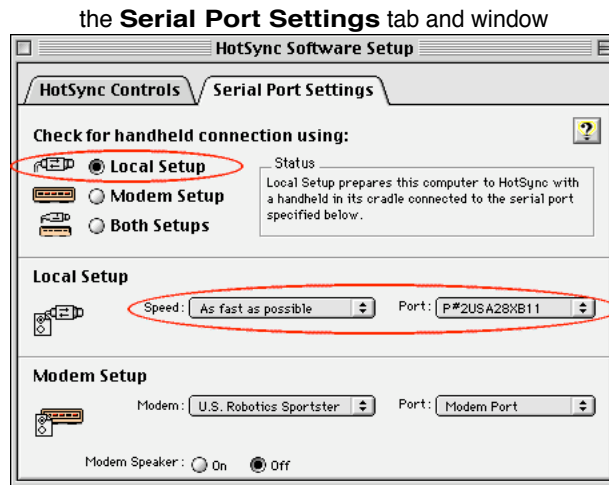 the Serial Port Settings tab and window
HotSync Software Setup
HotSync Controls Serial Port Settings
Check for handheld connection using:
?
Local Setup
Modem Setup
Both Setups
Status
Local Setup prepares this computer to HotSync with
a handheld in its cradle connected to the serial port
specified below.
Local Setup
Speed: As fast as possible Port: P#2USA28XB11
Modem Setup
Modem: U.S. Robotics Sportster Port: Modem Port
Modem Speaker: On Off